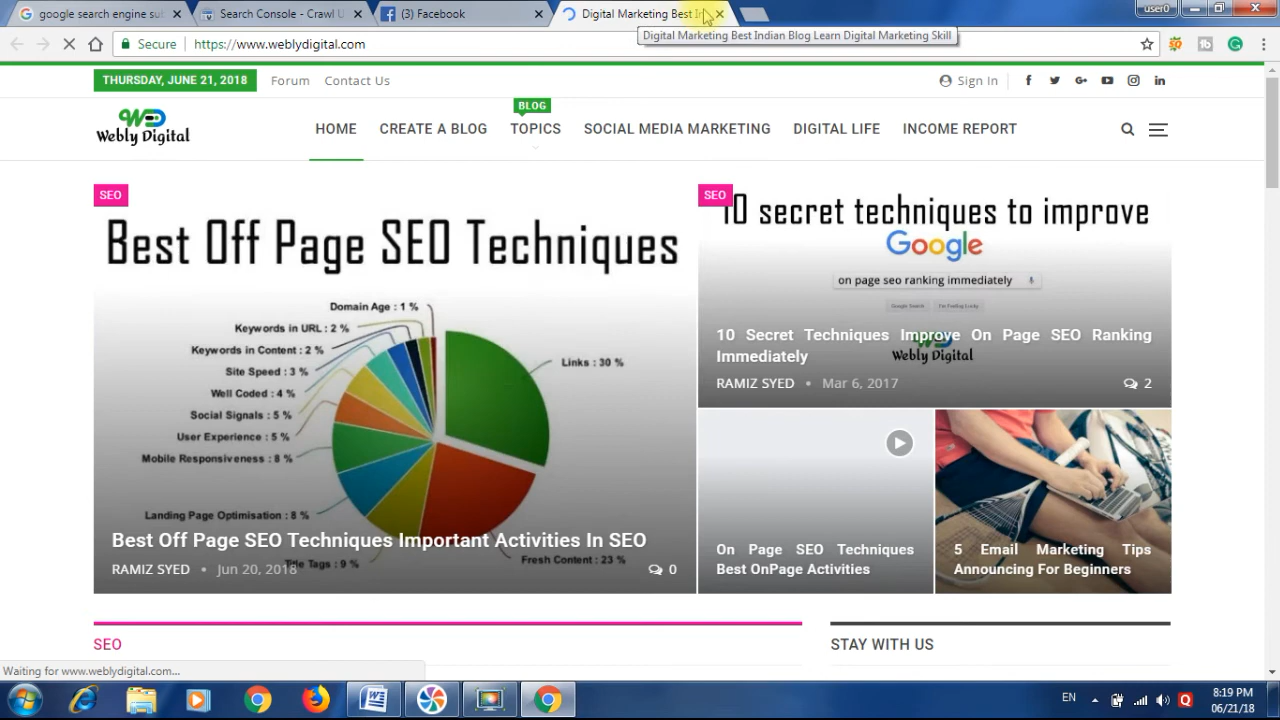 google search engine sub
Search Console - Crawl U
(3) Facebook
Digital Marketing Best In
user0
Secure
https://www.weblydigital.com
Digital Marketing Best Indian Blog Learn Digital Marketing Skill
THURSDAY, JUNE 21, 2018
Forum
Contact Us
Sign In
Webly Digital
HOME
CREATE A BLOG
BLOG
TOPICS
SOCIAL MEDIA MARKETING
DIGITAL LIFE
INCOME REPORT
SEO
Best Off Page SEO Techniques
Domain Age : 1 %
Keywords in URL : 2 %
Keywords in Content : 2 %
Site Speed : 3 %
Well Coded : 4 %
Social Signals : 5 %
User Experience : 5 %
Mobile Responsiveness : 8 %
Landing Page Optimisation : 8 %
Title Tags : 9 %
Fresh Content : 23 %
Links : 30 %
Best Off Page SEO Techniques Important Activities In SEO
RAMIZ SYED • Jun 20, 2018
0
SEO
10 secret techniques to improve
Google
on page seo ranking immediately
Google Search
I'm Feeling Lucky
10 Secret Techniques Improve On Page SEO Ranking
Immediately
Webly Digital
RAMIZ SYED • Mar 6, 2017
2
On Page SEO Techniques
Best OnPage Activities
5 Email Marketing Tips
Announcing For Beginners
SEO
STAY WITH US
Waiting for www.weblydigital.com...
EN
8:19 PM
06/21/18